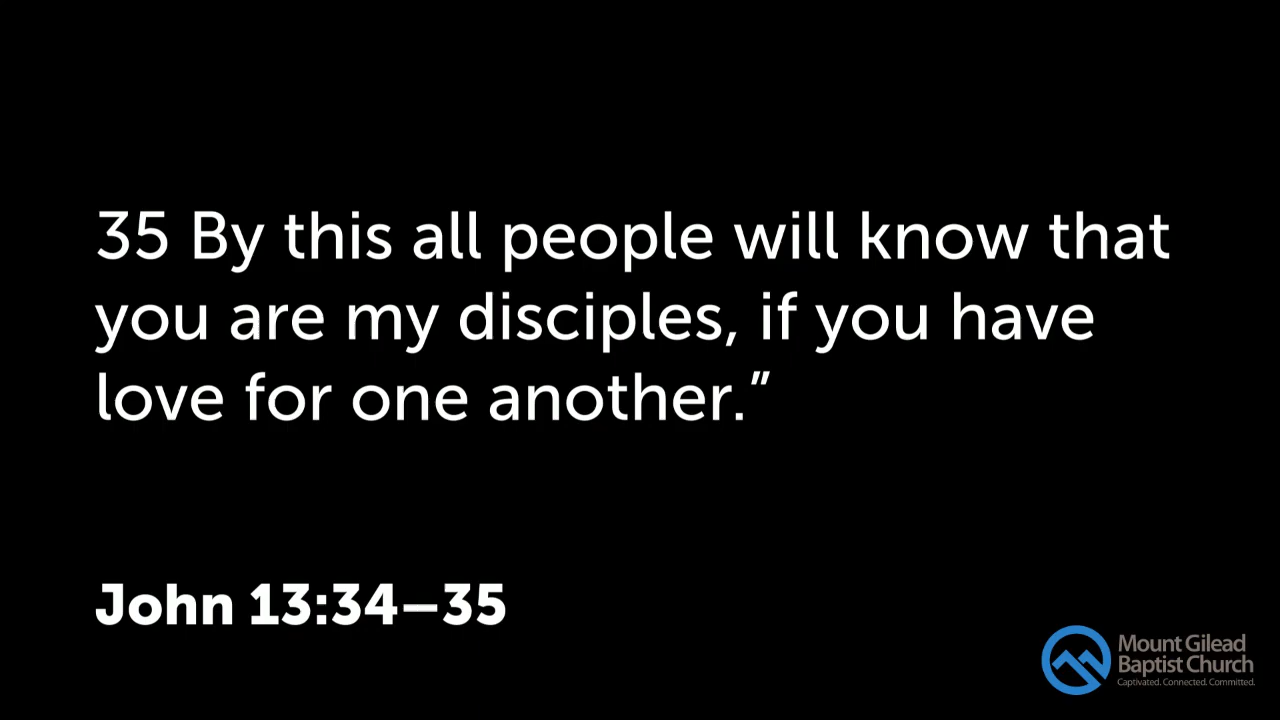 35 By this all people will know that
you are my disciples, if you have
love for one another.”
John 13:34–35
Mount Gilead
Baptist Church
Captivated. Connected. Committed.